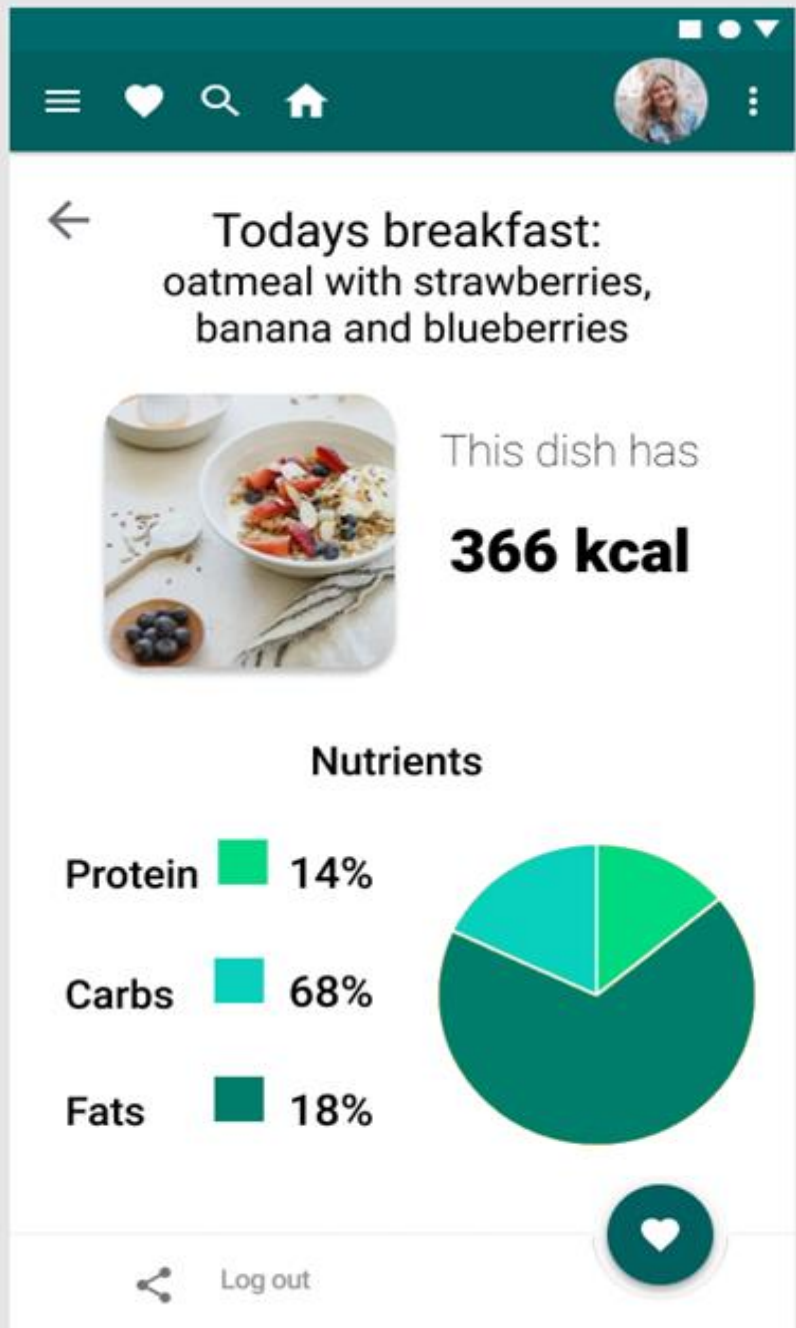 Todays breakfast:
oatmeal with strawberries,
banana and blueberries
This dish has
366 kcal
Nutrients
Protein 14%
Carbs 68%
Fats 18%
Log out